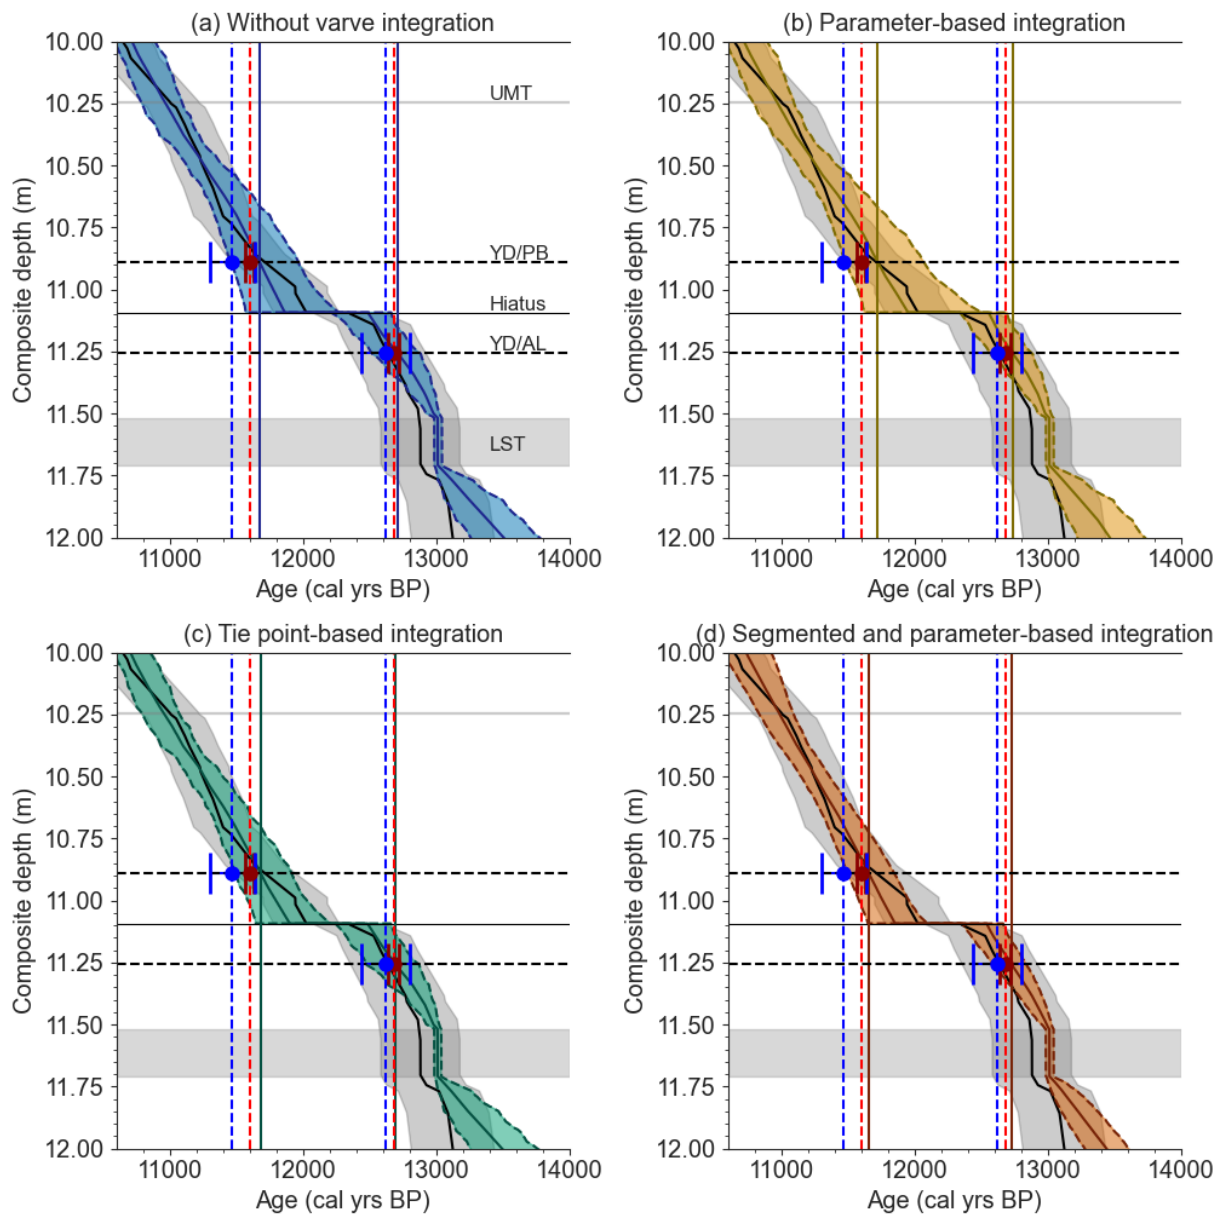 (a) Without varve integration
10.00
10.25
10.50
10.75
11.00
11.25
11.50
11.75
12.00
Composite depth (m)
UMT
YD/PB
Hiatus
YD/AL
LST
11000 12000 13000 14000
Age (cal yrs BP)
(b) Parameter-based integration
10.00
10.25
10.50
10.75
11.00
11.25
11.50
11.75
12.00
Composite depth (m)
11000 12000 13000 14000
Age (cal yrs BP)
(c) Tie point-based integration
10.00
10.25
10.50
10.75
11.00
11.25
11.50
11.75
12.00
Composite depth (m)
11000 12000 13000 14000
Age (cal yrs BP)
(d) Segmented and parameter-based integration
10.00
10.25
10.50
10.75
11.00
11.25
11.50
11.75
12.00
Composite depth (m)
11000 12000 13000 14000
Age (cal yrs BP)